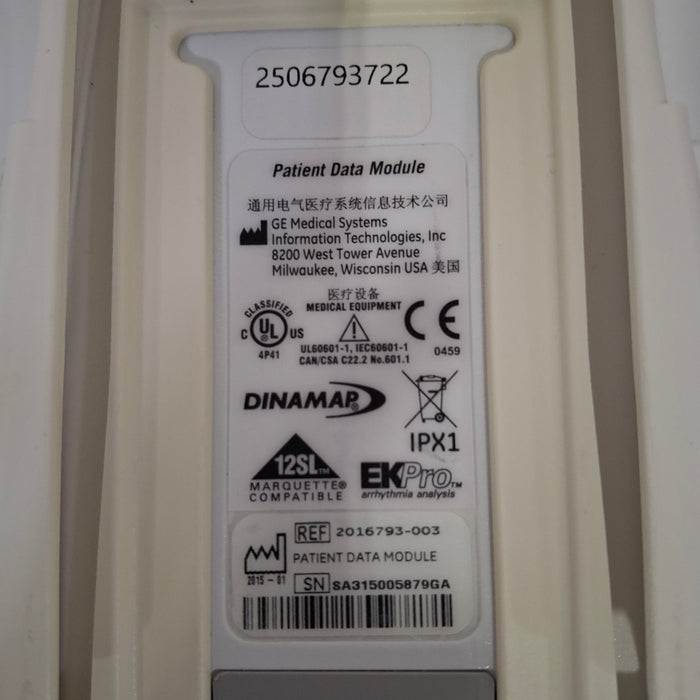 2506793722
Patient Data Module
通用电气医疗系统信息技术公司
GE Medical Systems
Information Technologies, Inc
8200 West Tower Avenue
Milwaukee, Wisconsin USA 美国
医疗设备
MEDICAL EQUIPMENT
CLASSIFIED
C UL US
4P41
UL60601-1, IEC60601-1
CAN/CSA C22.2 No.601.1
CE
0459
DINAMAP®
IPX1
12SL™
MARQUETTE®
COMPATIBLE
EKPro™
arrhythmia analysis
REF 2016793-003
PATIENT DATA MODULE
2015-01
SN SA315005879GA